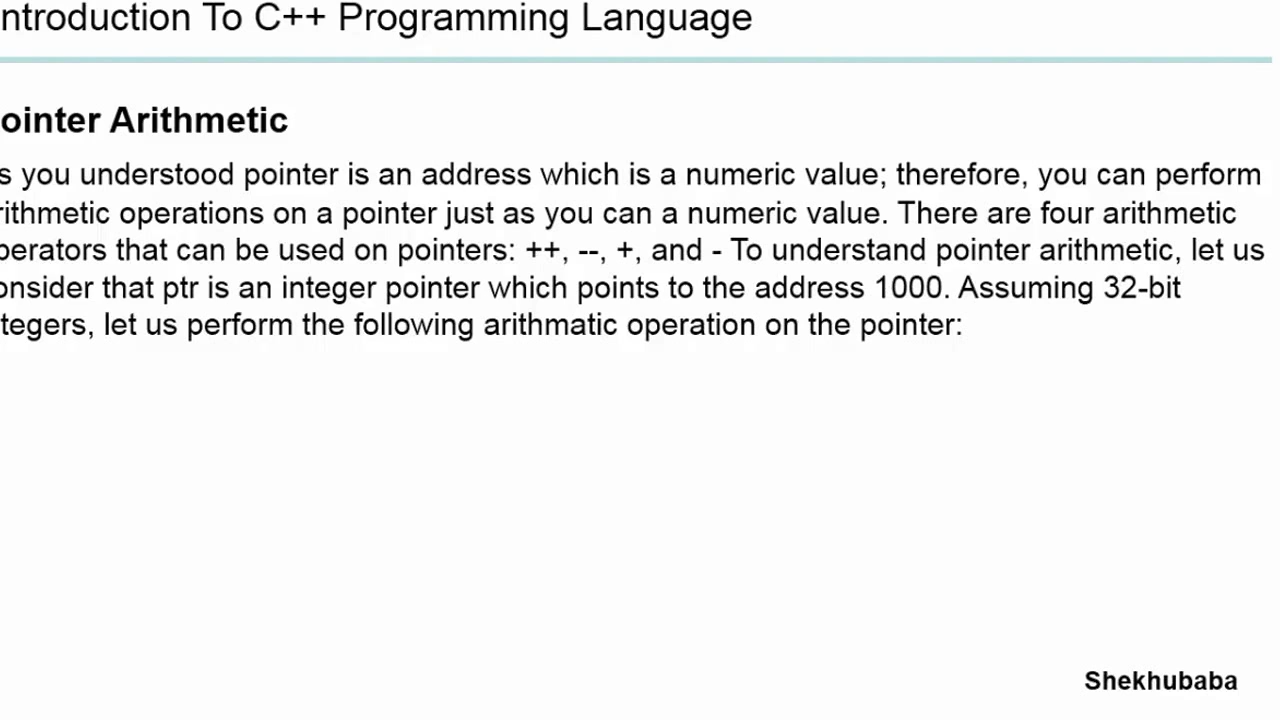 ntroduction To C++ Programming Language
ointer Arithmetic
s you understood pointer is an address which is a numeric value; therefore, you can perform
rithmetic operations on a pointer just as you can a numeric value. There are four arithmetic
perators that can be used on pointers: ++, --, +, and - To understand pointer arithmetic, let us
onsider that ptr is an integer pointer which points to the address 1000. Assuming 32-bit
tegers, let us perform the following arithmatic operation on the pointer:
Shekhubaba